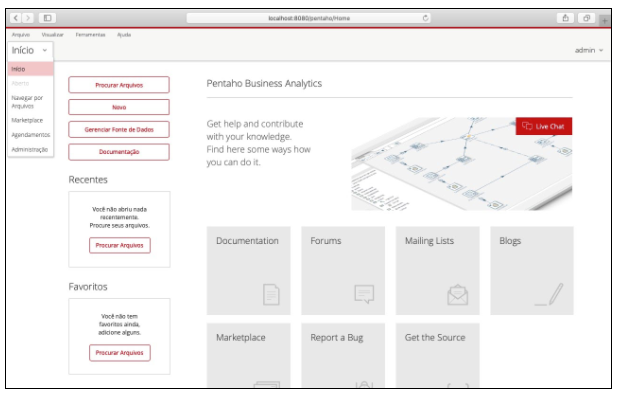 localhost:8080/pentaho/Home
Arquivo Visualizar Ferramentas Ajuda
Início
admin
Início
Aberto
Navegar por
Arquivos
Marketplace
Agendamentos
Administração
Procurar Arquivos
Novo
Gerenciar Fonte de Dados
Documentação
Recentes
Você não abriu nada
recentemente.
Procure seus arquivos.
Procurar Arquivos
Favoritos
Você não tem
favoritos ainda,
adicione alguns.
Procurar Arquivos
Pentaho Business Analytics
Get help and contribute
with your knowledge.
Find here some ways how
you can do it.
Live Chat
Documentation
Forums
Mailing Lists
Blogs
Marketplace
Report a Bug
Get the Source